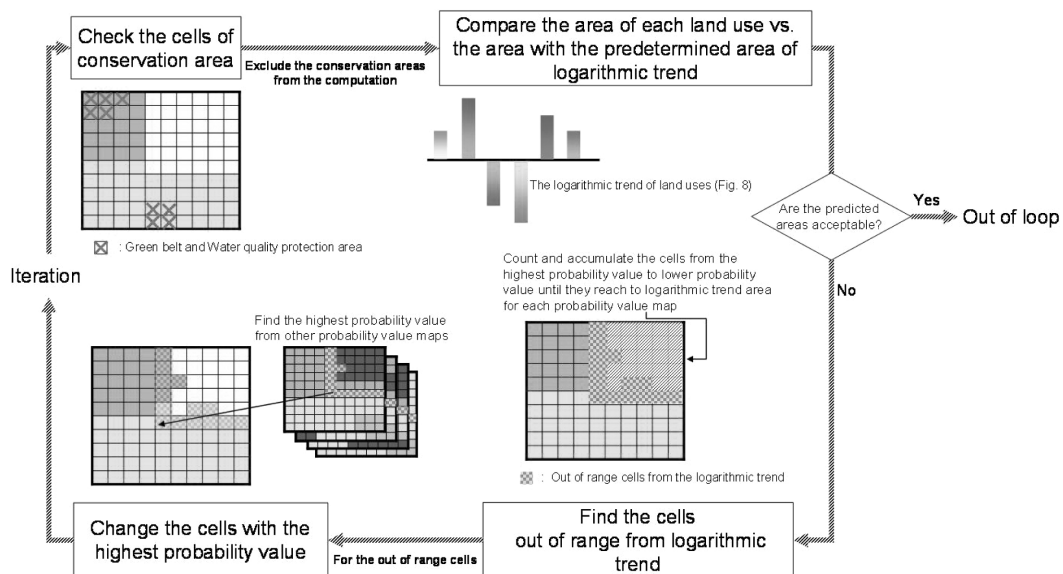 Check the cells of
conservation area
Exclude the conservation areas
from the computation
Compare the area of each land use vs.
the area with the predetermined area of
logarithmic trend
The logarithmic trend of land uses (Fig. 8)
: Green belt and Water quality protection area
Are the predicted
areas acceptable?
Yes
Out of loop
No
Iteration
Count and accumulate the cells from the
highest probability value to lower probability
value until they reach to logarithmic trend area
for each probability value map
Find the highest probability value
from other probability value maps
: Out of range cells from the logarithmic trend
Change the cells with the
highest probability value
For the out of range cells
Find the cells
out of range from logarithmic
trend